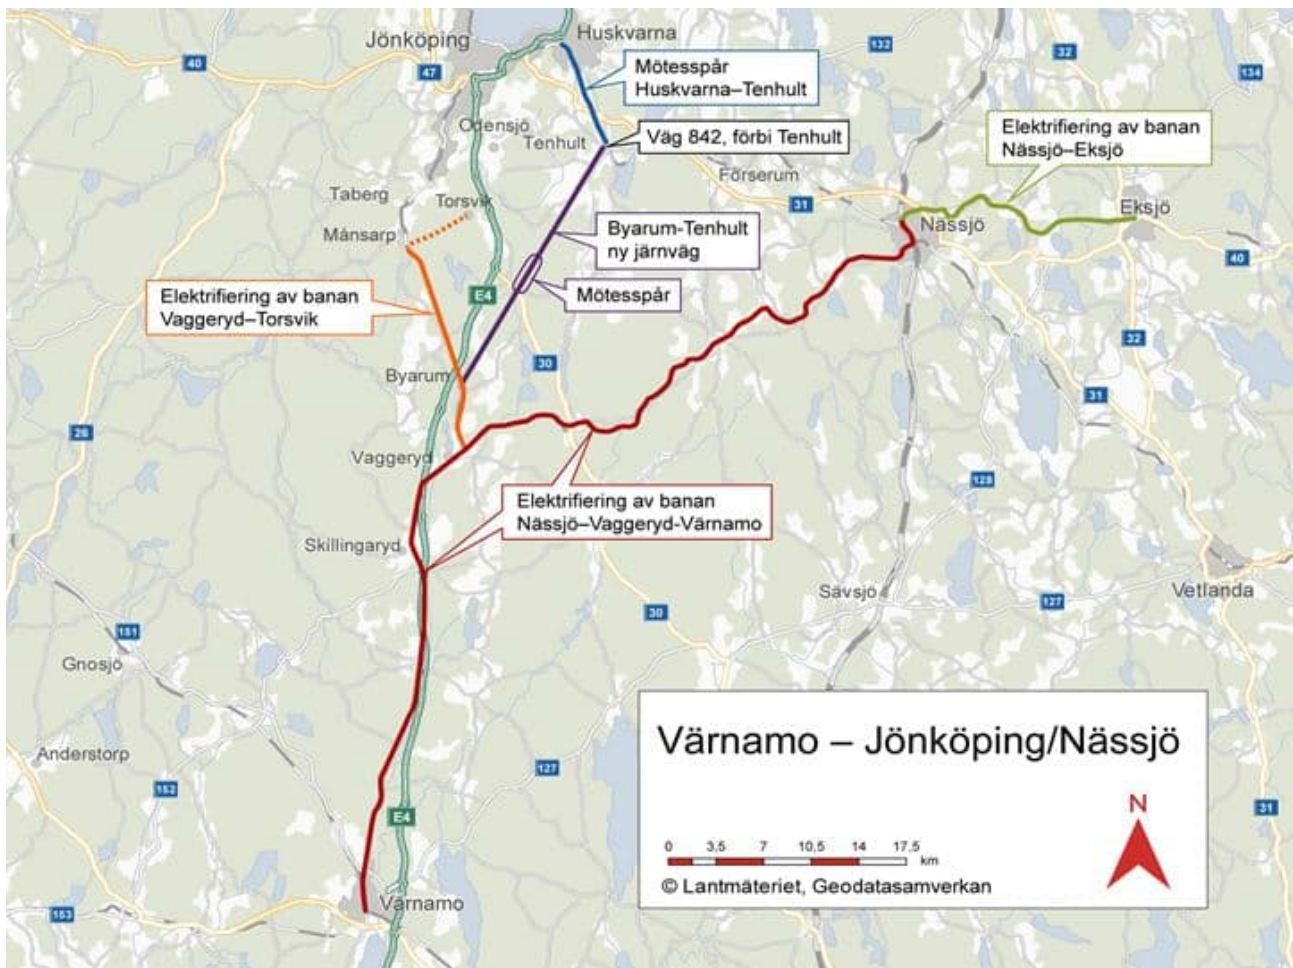 Jönköping
Huskvarna
132
32
134
40
47
Mötesspår
Huskvarna–Tenhult
Odensjö
Tenhult
Väg 842, förbi Tenhult
Elektrifiering av banan
Nässjö–Eksjö
Förserum
Taberg
Torsvik
31
Eksjö
Månsarp
Byarum-Tenhult
ny järnväg
Nässjö
40
Elektrifiering av banan
Vaggeryd–Torsvik
E4
Mötesspår
32
30
Byarum
31
26
Vaggeryd
128
Elektrifiering av banan
Nässjö–Vaggeryd-Värnamo
Skillingaryd
Sävsjö
Vetlanda
127
30
151
Gnosjö
Värnamo – Jönköping/Nässjö
Anderstorp
127
152
N
31
E4
0 3,5 7 10,5 14 17,5
km
© Lantmäteriet, Geodatasamverkan
Värnamo
153